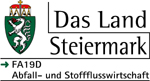 Das Land
Steiermark
→ FA19D
Abfall- und Stoffflusswirtschaft